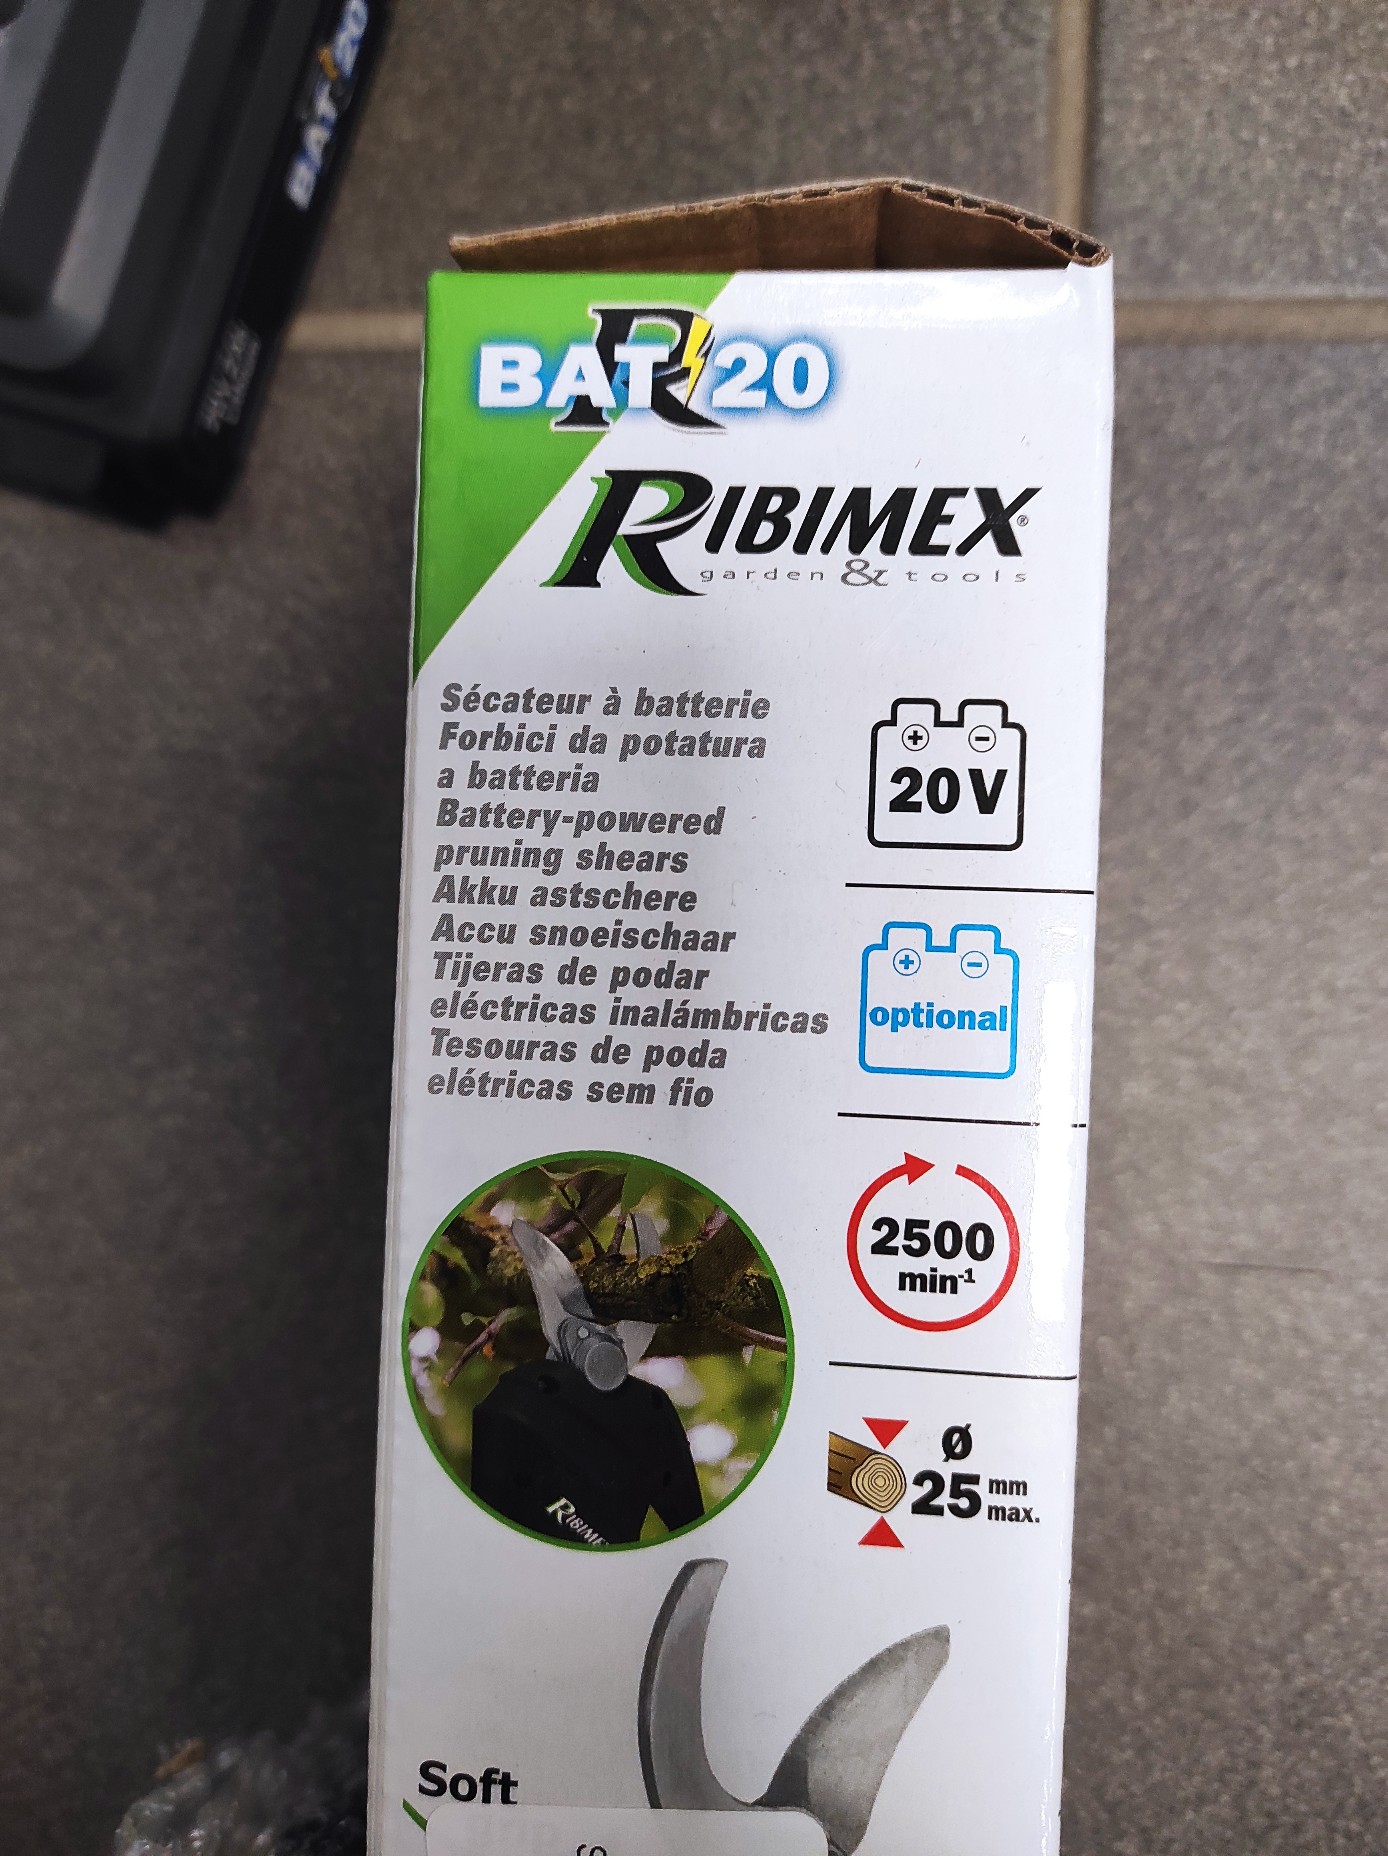 BAT 20
BAT R 20
RIBIMEX®
garden & tools
Sécateur à batterie
Forbici da potatura
a batteria
Battery-powered
pruning shears
Akku astschere
Accu snoeischaar
Tijeras de podar
eléctricas inalámbricas
Tesouras de poda
elétricas sem fio
+ -
20 V
+ -
optional
2500
min-1
Ø
25 mm
max.
RIBIME
Soft